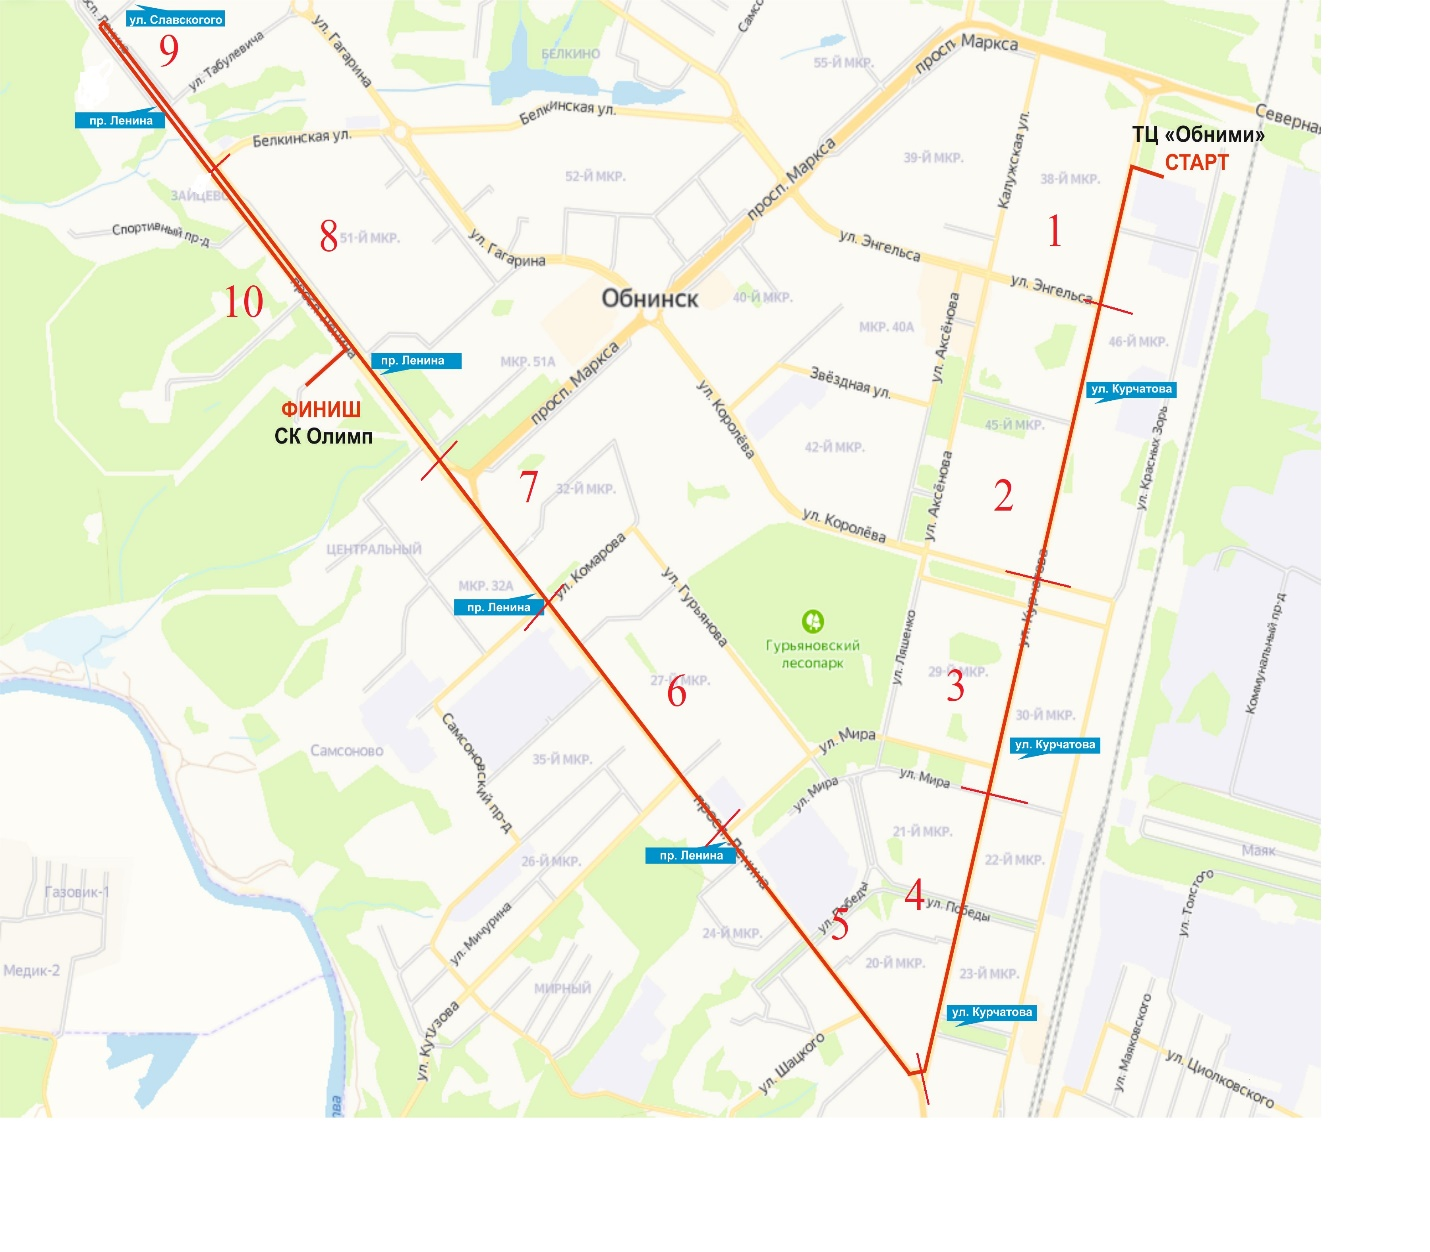 просп. Ленина
ул. Славского
9
ул. Табулевича
ул. Гагарина
БЕЛКИНО
55-Й МКР.
просп. Маркса
Северная
пр. Ленина
Белкинская ул.
Белкинская ул.
ТЦ «Обними»
СТАРТ
39-Й МКР.
Калужская ул.
38-Й МКР.
52-Й МКР.
просп. Маркса
ЗАЙЦЕВО
Спортивный пр-д
8
51-Й МКР.
ул. Гагарина
ул. Энгельса
1
ул. Энгельса
10
просп. Ленина
Обнинск
40-Й МКР.
МКР. 40А
ул. Аксёнова
46-Й МКР.
пр. Ленина
МКР. 51А
просп. Маркса
Звёздная ул.
ул. Курчатова
ул. Королёва
ФИНИШ
СК Олимп
42-Й МКР.
45-Й МКР.
ул. Красных Зорь
7
32-Й МКР.
2
ул. Аксёнова
ул. Королёва
ЦЕНТРАЛЬНЫЙ
МКР. 32А
ул. Комарова
пр. Ленина
ул. Гурьянова
ул. Курчатова
Гурьяновский
лесопарк
ул. Ляшенко
Коммунальный пр-д
27-Й МКР.
6
29-Й МКР.
3
30-Й МКР.
Самсоново
Самсоновский пр-д
35-Й МКР.
ул. Мира
ул. Курчатова
ул. Мира
ул. Мира
просп. Ленина
21-Й МКР.
22-Й МКР.
Маяк
пр. Ленина
26-Й МКР.
Газовик-1
ул. Победы
4
ул. Победы
ул. Толстого
5
24-Й МКР.
ул. Мичурина
20-Й МКР.
23-Й МКР.
Медик-2
МИРНЫЙ
ул. Курчатова
ул. Кутузова
ул. Шацкого
ул. Маяковского
ул. Циолковского